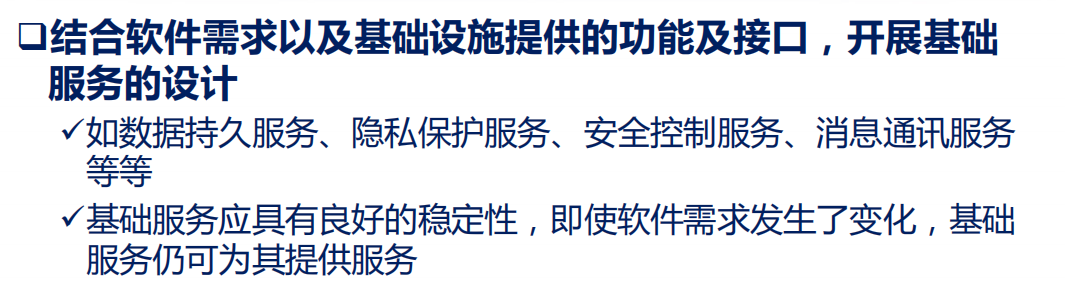 ❑结合软件需求以及基础设施提供的功能及接口，开展基础
服务的设计
✓如数据持久服务、隐私保护服务、安全控制服务、消息通讯服务
等等
✓基础服务应具有良好的稳定性，即使软件需求发生了变化，基础
服务仍可为其提供服务